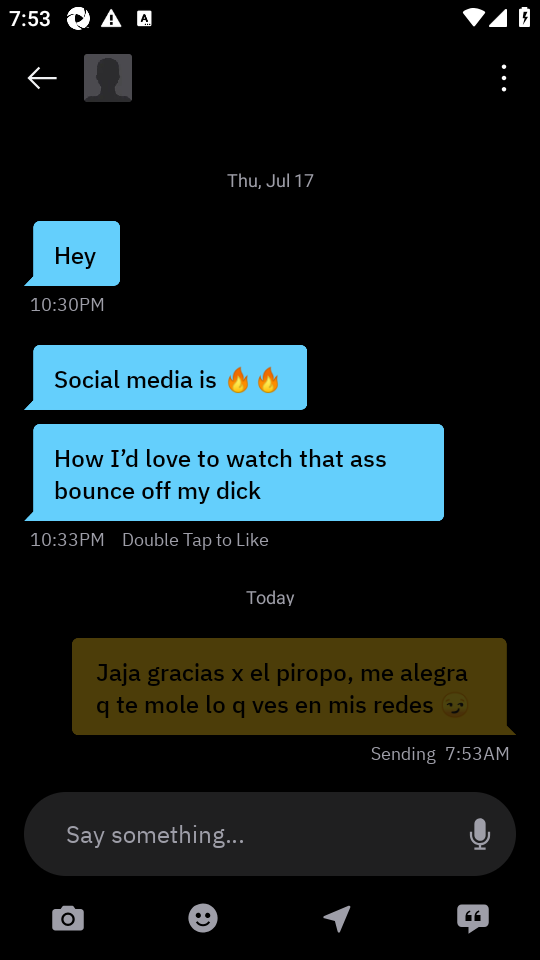 7:53
Thu, Jul 17
Hey
10:30PM
Social media is 🔥🔥
How I’d love to watch that ass
bounce off my dick
10:33PM Double Tap to Like
Today
Jaja gracias x el piropo, me alegra
q te mole lo q ves en mis redes 😏
Sending 7:53AM
Say something...